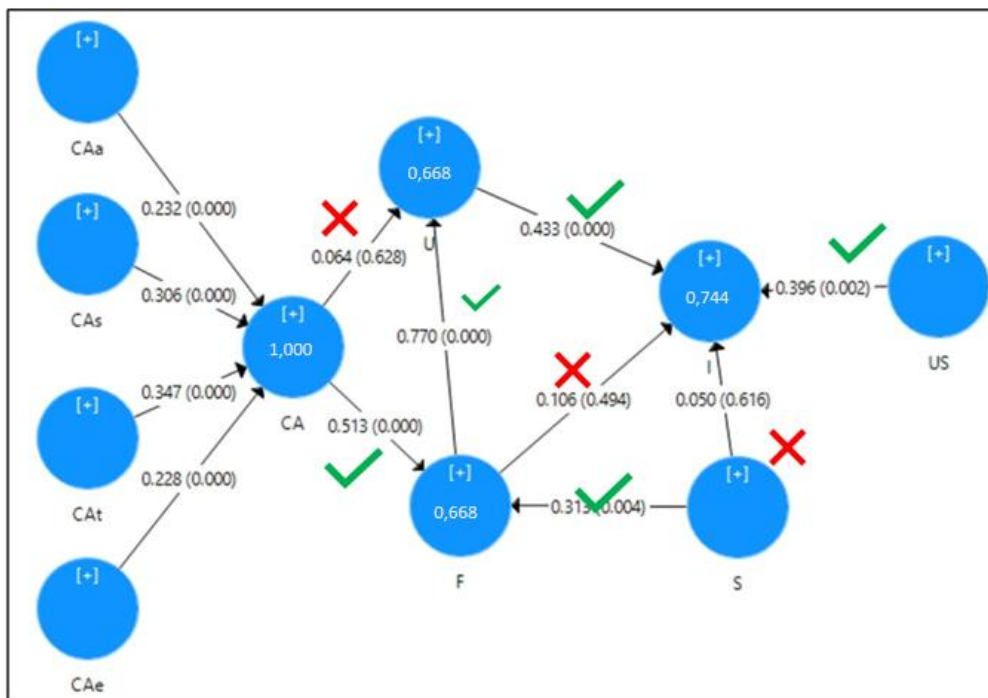 [+]
CAa
[+]
CAs
[+]
CAt
[+]
CAe
0.232 (0.000)
0.306 (0.000)
0.347 (0.000)
0.228 (0.000)
[+]
1,000
CA
0.064 (0.628)
0.513 (0.000)
[+]
0,668
U
0.770 (0.000)
[+]
0,668
F
0.433 (0.000)
0.106 (0.494)
0.313 (0.004)
[+]
0,744
I
0.050 (0.616)
[+]
S
0.396 (0.002)
[+]
US